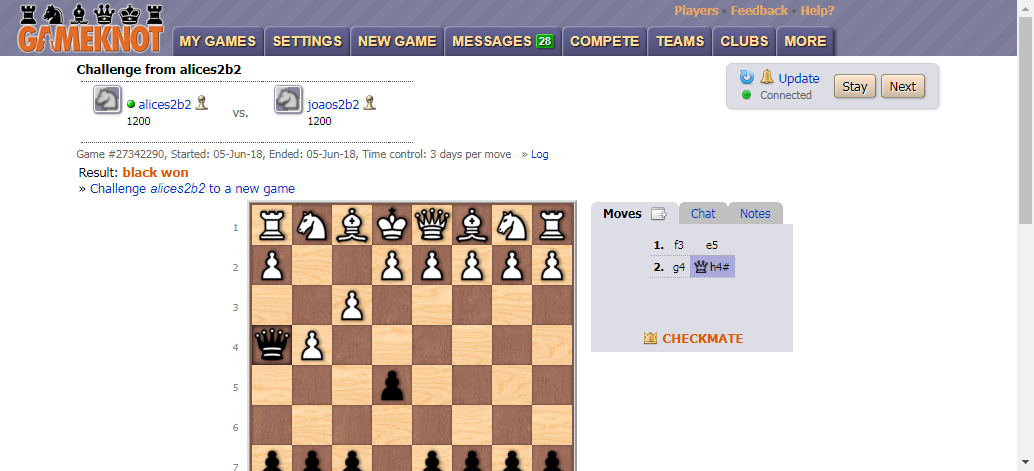 Players • Feedback • Help?
GAMEKNOT
MY GAMES SETTINGS NEW GAME MESSAGES 28 COMPETE TEAMS CLUBS MORE
Challenge from alices2b2
alices2b2
1200
vs.
joaos2b2
1200
Update
Connected
Stay Next
Game #27342290, Started: 05-Jun-18, Ended: 05-Jun-18, Time control: 3 days per move » Log
Result: black won
» Challenge alices2b2 to a new game
1
2
3
4
5
6
7
Moves Chat Notes
1. f3 e5
2. g4 h4#
CHECKMATE